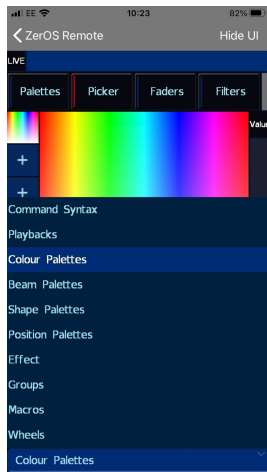 EE 10:23 82%
ZerOS Remote Hide UI
LIVE
Palettes Picker Faders Filters
Value
+
+
Command Syntax
Playbacks
Colour Palettes
Beam Palettes
Shape Palettes
Position Palettes
Effect
Groups
Macros
Wheels
Colour Palettes